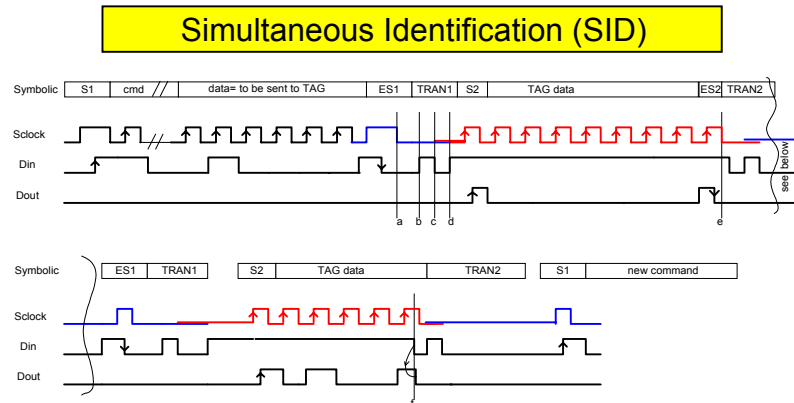 Simultaneous Identification (SID)
Symbolic S1 cmd data= to be sent to TAG ES1 TRAN1 S2 TAG data ES2 TRAN2
Sclock
Din
see below
Dout
a b c d e
Symbolic ES1 TRAN1 S2 TAG data TRAN2 S1 new command
Sclock
Din
Dout